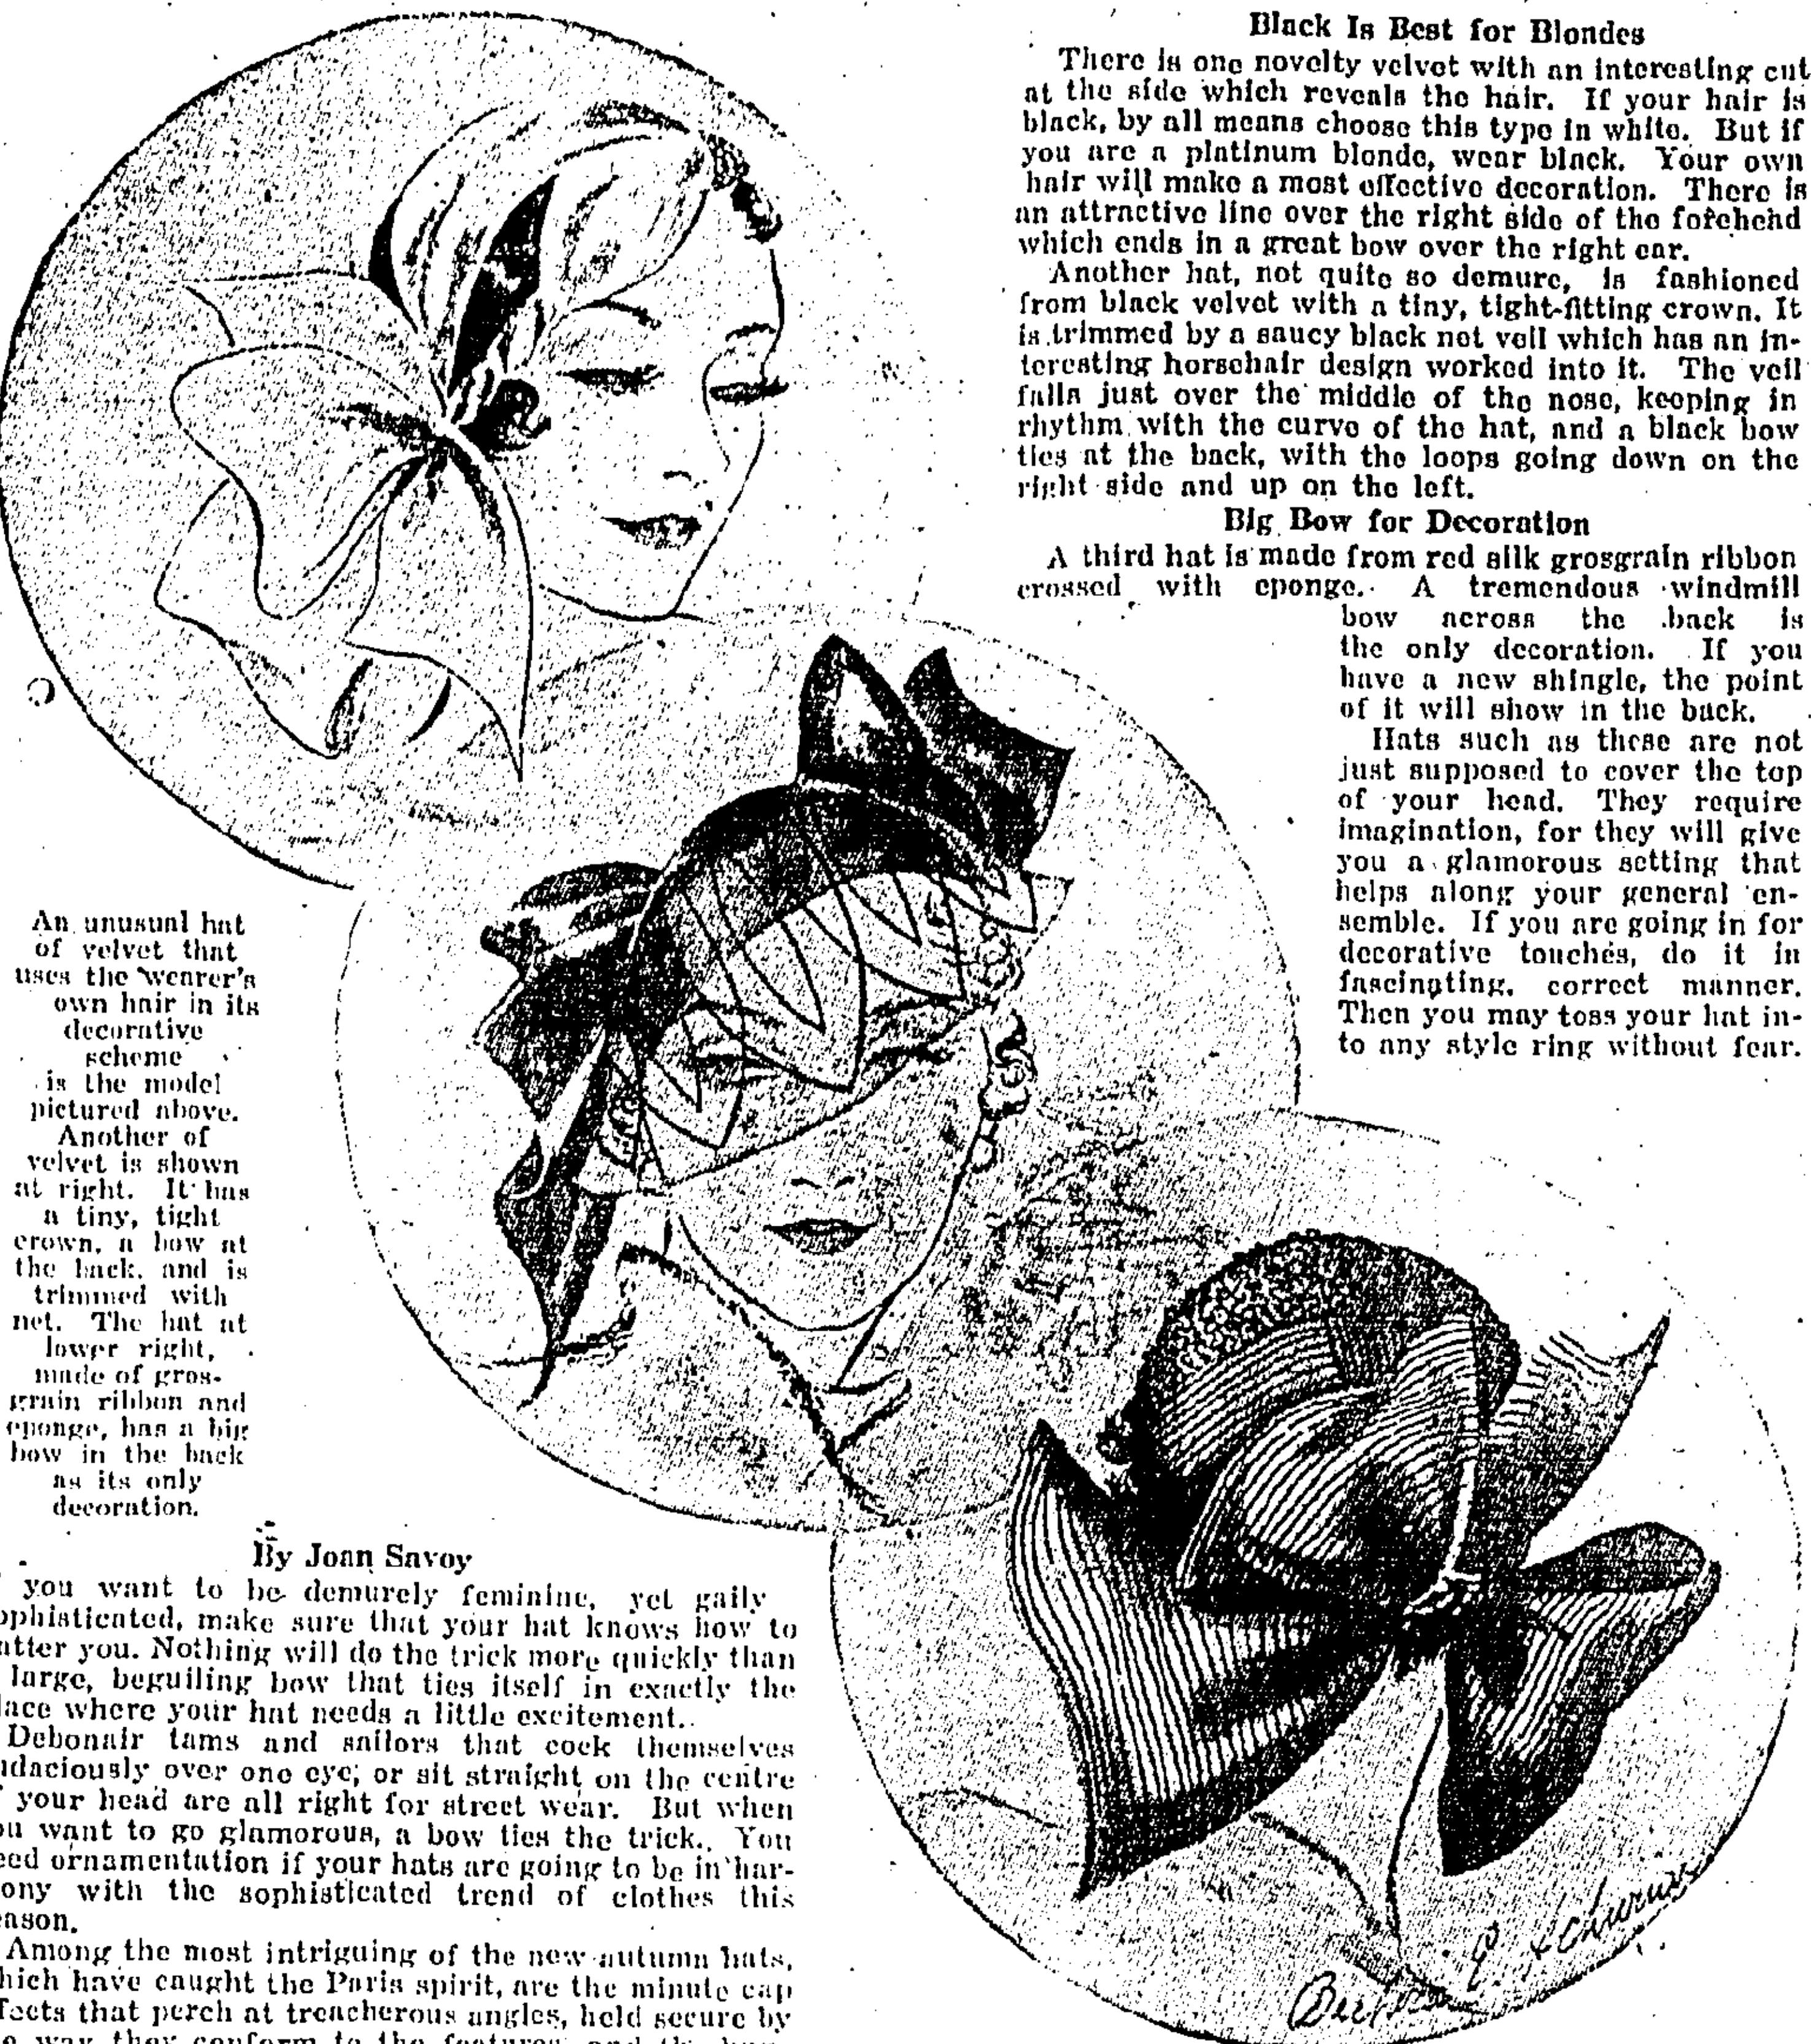 An unusual hat
of velvet that
uses the wearer's
own hair in its
decorative
scheme
is the model
pictured above.
Another of
velvet is shown
at right. It has
a tiny, tight
crown, a bow at
the back, and is
trimmed with
net. The hat at
lower right,
made of gros-
grain ribbon and
eponge, has a big
bow in the back
as its only
decoration.
By Joan Savoy
you want to be demurely feminine, yet gaily
ophisticated, make sure that your hat knows how to
atter you. Nothing will do the trick more quickly than
large, beguiling bow that ties itself in exactly the
lace where your hat needs a little excitement.
Debonair tams and sailors that cock themselves
udaciously over one eye, or sit straight on the centre
your head are all right for street wear. But when
ou want to go glamorous, a bow ties the trick. You
eed ornamentation if your hats are going to be in har-
ony with the sophisticated trend of clothes this
eason.
Among the most intriguing of the new autumn hats,
hich have caught the Paris spirit, are the minute cap
fects that perch at treacherous angles, held secure by
way they conform to the features and the
Black Is Best for Blondes
There is one novelty velvet with an interesting cut
at the side which reveals the hair. If your hair is
black, by all means choose this type in white. But if
you are a platinum blonde, wear black. Your own
hair will make a most effective decoration. There is
an attractive line over the right side of the forehead
which ends in a great bow over the right ear.
Another hat, not quite so demure, is fashioned
from black velvet with a tiny, tight-fitting crown. It
is trimmed by a saucy black net veil which has an in-
teresting horsehair design worked into it. The veil
falls just over the middle of the nose, keeping in
rhythm with the curve of the hat, and a black bow
ties at the back, with the loops going down on the
right side and up on the left.
Big Bow for Decoration
A third hat is made from red silk grosgrain ribbon
crossed with eponge. A tremendous windmill
bow across the back is
the only decoration. If you
have a new shingle, the point
of it will show in the back.
Hats such as these are not
just supposed to cover the top
of your head. They require
imagination, for they will give
you a glamorous setting that
helps along your general en-
semble. If you are going in for
decorative touches, do it in
fascinating, correct manner.
Then you may toss your hat in-
to any style ring without fear.